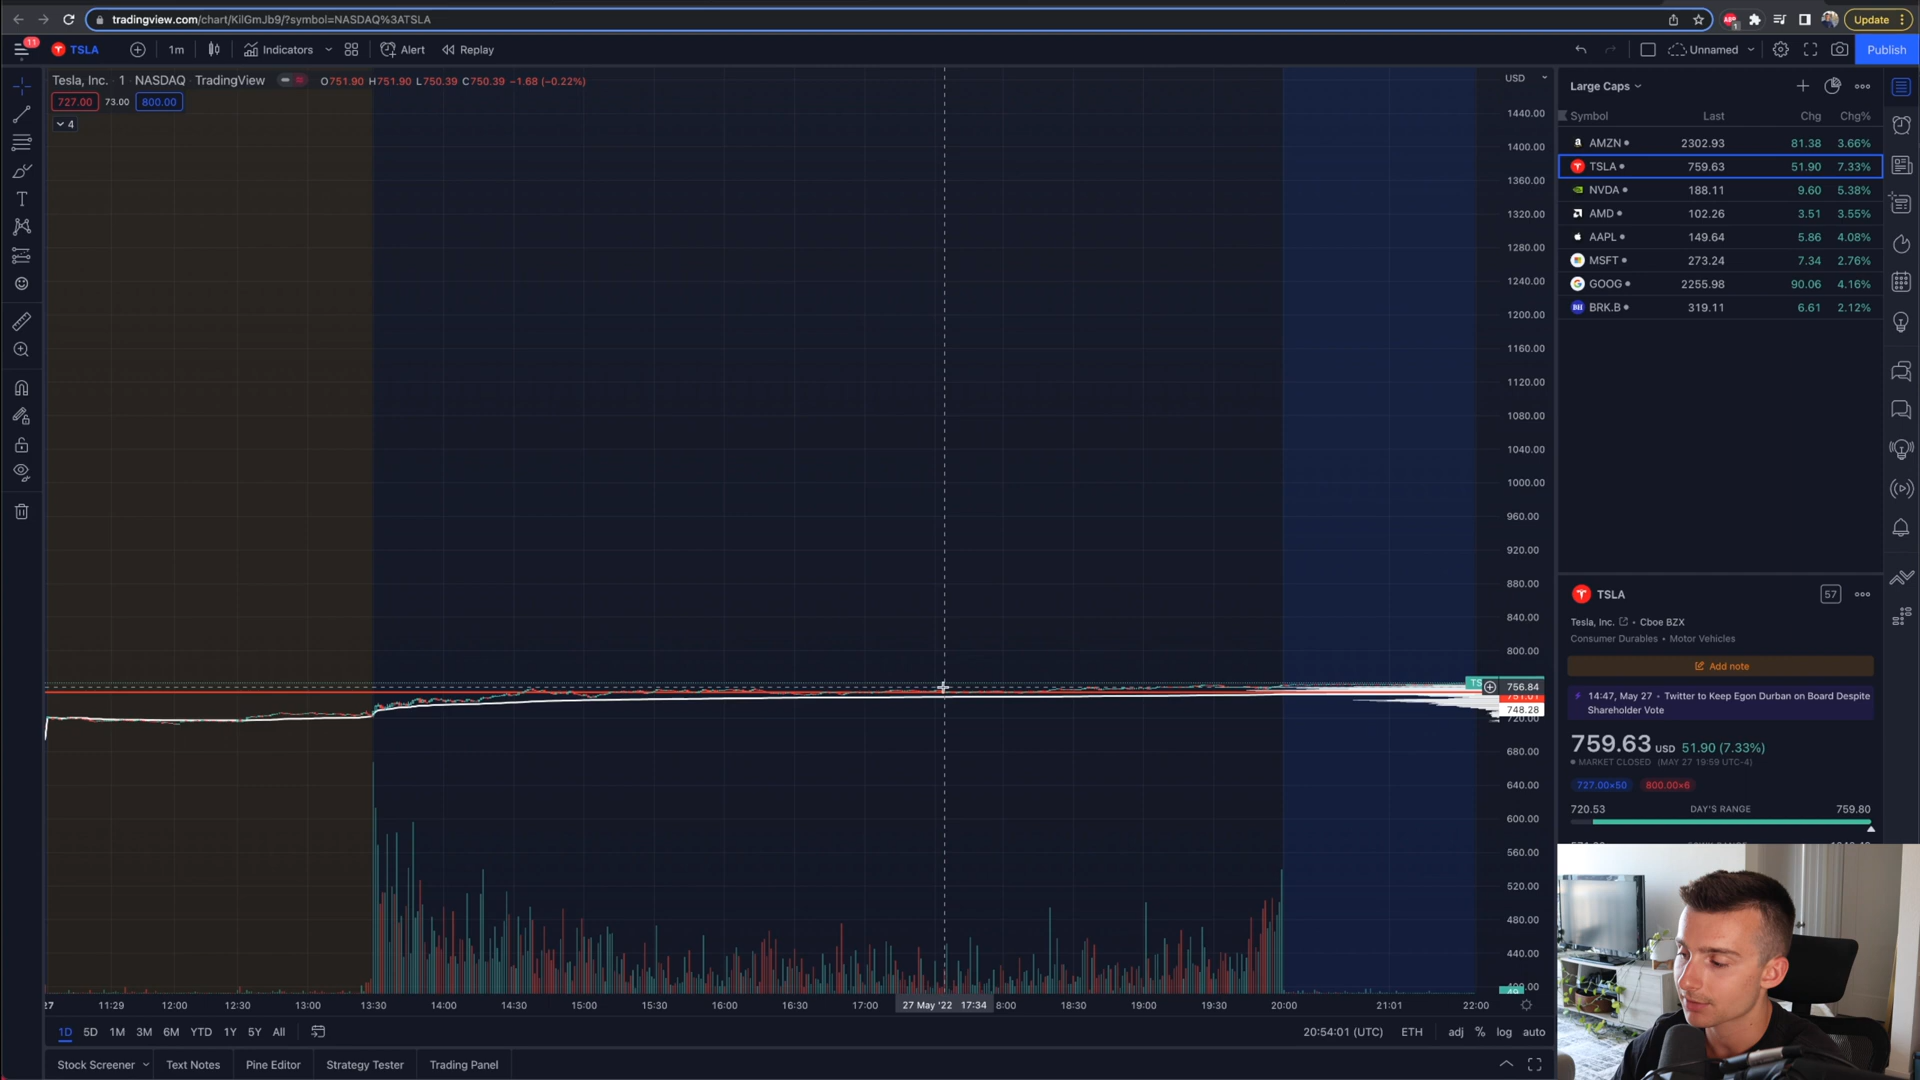 tradingview.com/chart/KilGmJb9/?symbol=NASDAQ%3ATSLA
Update
11
TSLA
1m
Indicators
Alert
Replay
Unnamed
Publish
Tesla, Inc. · 1 · NASDAQ · TradingView
O751.90 H751.90 L750.39 C750.39 −1.68 (−0.22%)
727.00 73.00 800.00
4
USD
1440.00
1400.00
1360.00
1320.00
1280.00
1240.00
1200.00
1160.00
1120.00
1080.00
1040.00
1000.00
960.00
920.00
880.00
840.00
800.00
756.84
748.28
720.00
680.00
640.00
600.00
560.00
520.00
480.00
440.00
Large Caps
Symbol Last Chg Chg%
AMZN 2302.93 81.38 3.66%
TSLA 759.63 51.90 7.33%
NVDA 188.11 9.60 5.38%
AMD 102.26 3.51 3.55%
AAPL 149.64 5.86 4.08%
MSFT 273.24 7.34 2.76%
GOOG 2255.98 90.06 4.16%
BRK.B 319.11 6.61 2.12%
TSLA
57
Tesla, Inc. • Cboe BZX
Consumer Durables • Motor Vehicles
Add note
14:47, May 27 • Twitter to Keep Egon Durban on Board Despite
Shareholder Vote
759.63 USD 51.90 (7.33%)
MARKET CLOSED (MAY 27 19:59 UTC-4)
727.00×50 800.00×6
720.53 DAY'S RANGE 759.80
27 11:29 12:00 12:30 13:00 13:30 14:00 14:30 15:00 15:30 16:00 16:30 17:00 27 May '22 17:34 8:00 18:30 19:00 19:30 20:00 21:01 22:00
1D 5D 1M 3M 6M YTD 1Y 5Y All
20:54:01 (UTC) ETH adj % log auto
Stock Screener Text Notes Pine Editor Strategy Tester Trading Panel